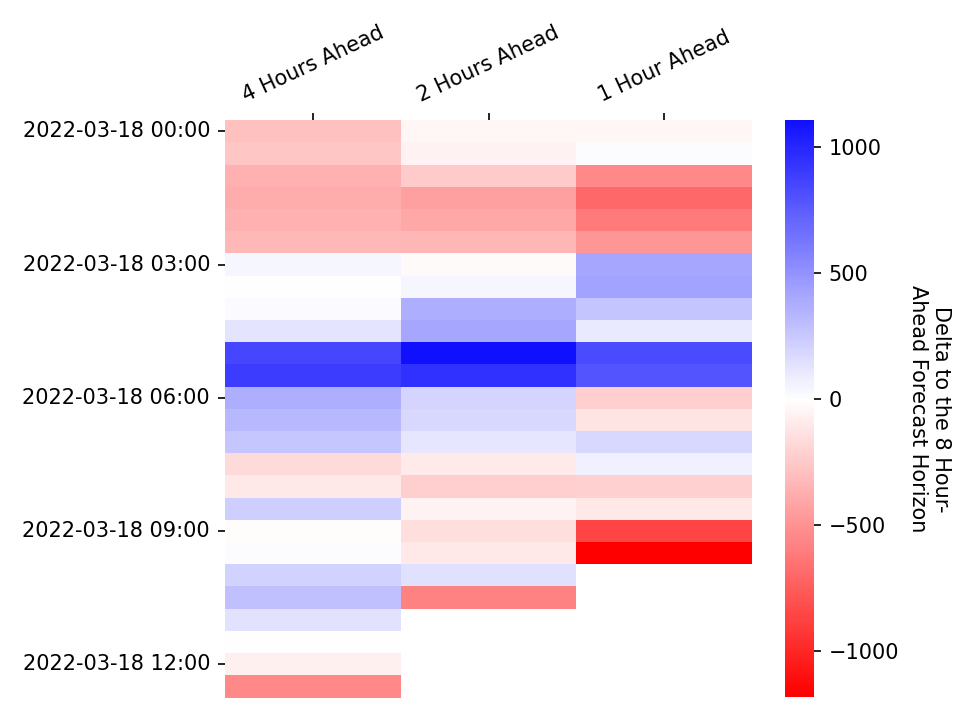 4 Hours Ahead
2 Hours Ahead
1 Hour Ahead
2022-03-18 00:00
2022-03-18 03:00
2022-03-18 06:00
2022-03-18 09:00
2022-03-18 12:00
1000
500
0
−500
−1000
Delta to the 8 Hour-
Ahead Forecast Horizon